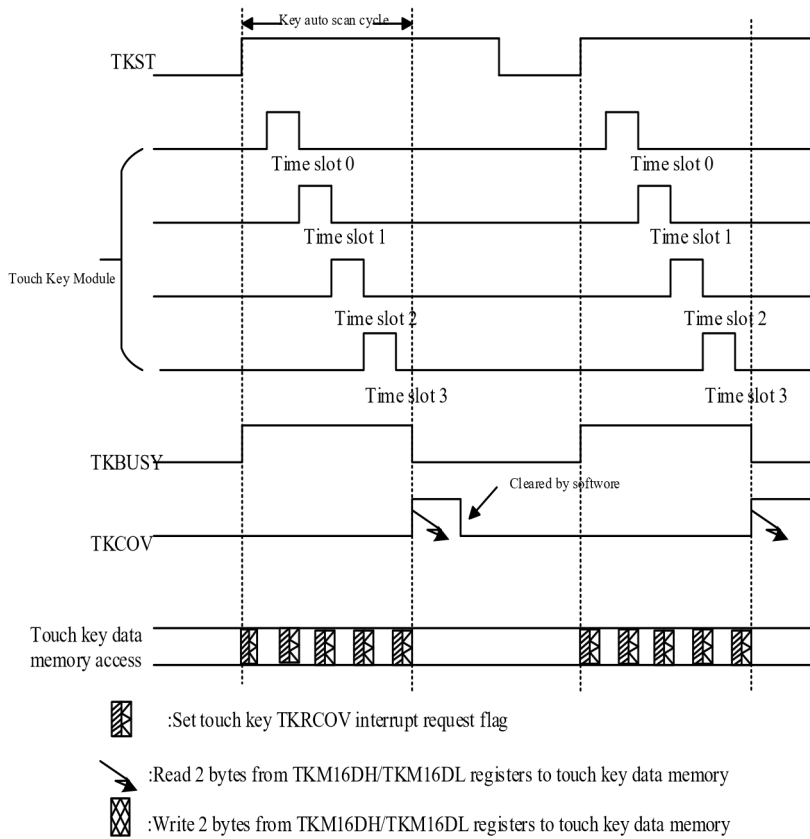 Key auto scan cycle
TKST
Time slot 0
Time slot 0
Time slot 1
Time slot 1
Touch Key Module
Time slot 2
Time slot 2
Time slot 3
Time slot 3
TKBUSY
Cleared by softwore
TKCOV
Touch key data
memory access
:Set touch key TKRCOV interrupt request flag
:Read 2 bytes from TKM16DH/TKM16DL registers to touch key data memory
:Write 2 bytes from TKM16DH/TKM16DL registers to touch key data memory